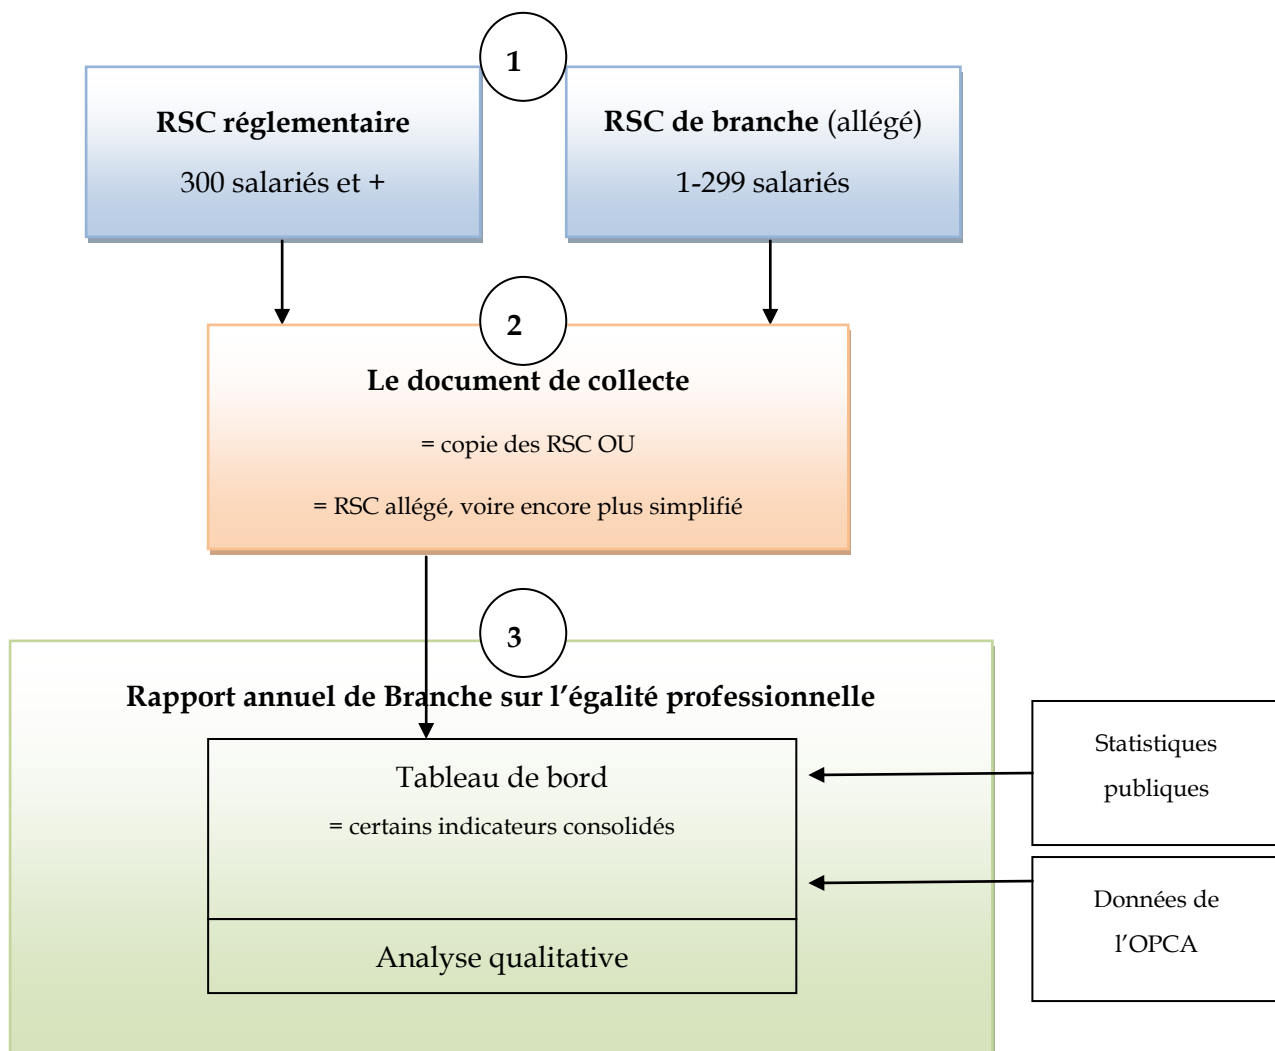 1
RSC réglementaire
300 salariés et +
RSC de branche (allégé)
1-299 salariés
2
Le document de collecte
= copie des RSC OU
= RSC allégé, voire encore plus simplifié
3
Rapport annuel de Branche sur l’égalité professionnelle
Tableau de bord
= certains indicateurs consolidés
Analyse qualitative
Statistiques
publiques
Données de
l’OPCA